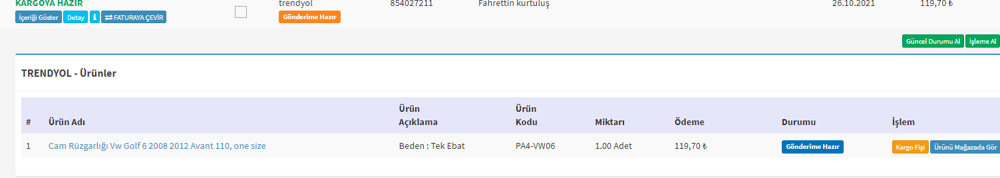 KARGOYA HAZIR trendyol 854027211 Fahrettin kurtuluş 26.10.2021 119,70 ₺
İçeriği Göster Detay i ⇄ FATURAYA ÇEVİR Gönderime Hazır
Güncel Durumu Al İşleme Al
TRENDYOL - Ürünler
Ürün Ürün
# Ürün Adı Açıklama Kodu Miktarı Ödeme Durumu İşlem
1 Cam Rüzgarlığı Vw Golf 6 2008 2012 Avant 110, one size Beden : Tek Ebat PA4-VW06 1.00 Adet 119,70 ₺ Gönderime Hazır Kargo Fişi Ürünü Mağazada Gör